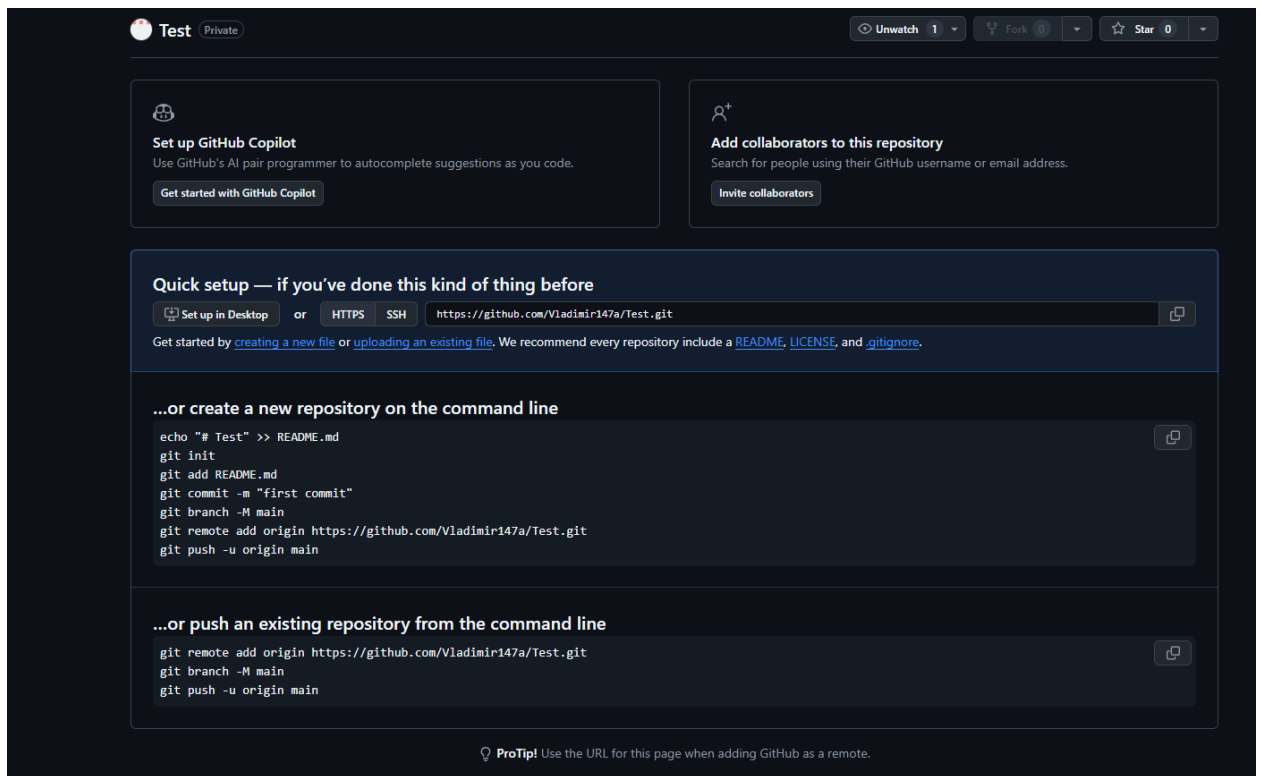 Test Private
Unwatch 1
Fork 0
Star 0
Set up GitHub Copilot
Use GitHub's AI pair programmer to autocomplete suggestions as you code.
Get started with GitHub Copilot
Add collaborators to this repository
Search for people using their GitHub username or email address.
Invite collaborators
Quick setup — if you've done this kind of thing before
Set up in Desktop or HTTPS SSH https://github.com/Vladimir147a/Test.git
Get started by creating a new file or uploading an existing file. We recommend every repository include a README, LICENSE, and .gitignore.
...or create a new repository on the command line
echo "# Test" >> README.md
git init
git add README.md
git commit -m "first commit"
git branch -M main
git remote add origin https://github.com/Vladimir147a/Test.git
git push -u origin main
...or push an existing repository from the command line
git remote add origin https://github.com/Vladimir147a/Test.git
git branch -M main
git push -u origin main
ProTip! Use the URL for this page when adding GitHub as a remote.